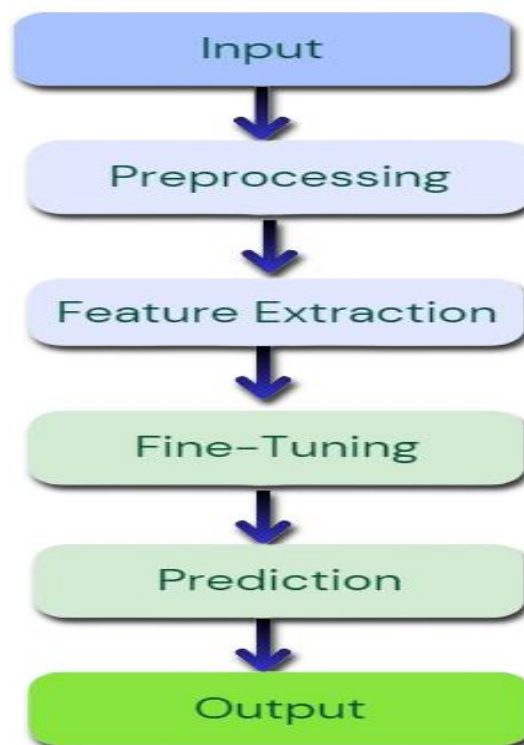 Input
Preprocessing
Feature Extraction
Fine-Tuning
Prediction
Output